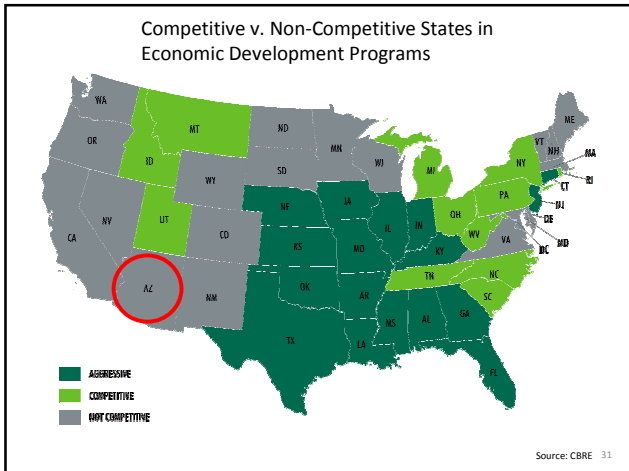 Competitive v. Non-Competitive States in
Economic Development Programs
WA
MT
ND
MN
ME
OR
ID
SD
WI
VT
NH
MA
WY
MI
NY
RI
CT
NE
IA
PA
NJ
NV
UT
IL
IN
OH
DE
CO
MD
CA
KS
MO
WV
VA
DC
KY
AZ
NM
OK
AR
TN
NC
SC
MS
AL
GA
TX
LA
FL
AGGRESSIVE
COMPETITIVE
NOT COMPETITIVE
Source: CBRE 31